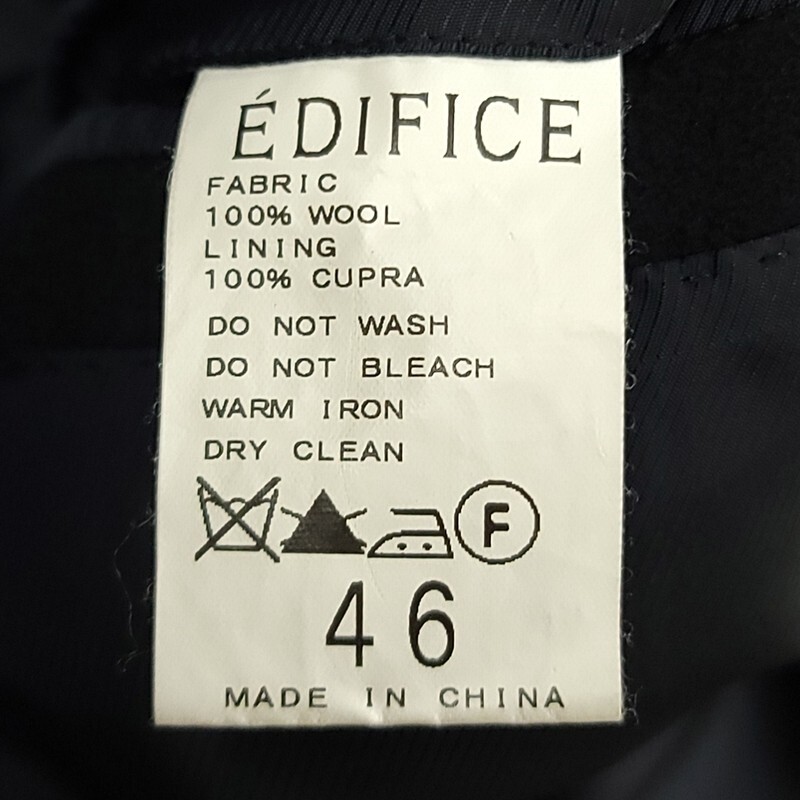 ÉDIFICE
FABRIC
100% WOOL
LINING
100% CUPRA
DO NOT WASH
DO NOT BLEACH
WARM IRON
DRY CLEAN
F
46
MADE IN CHINA